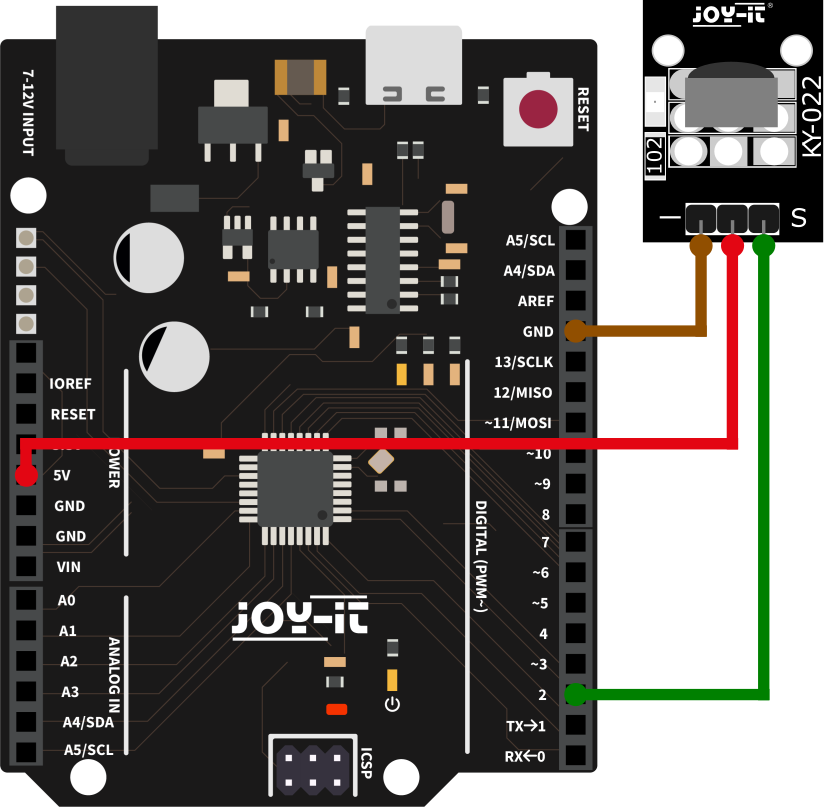 JOY-iT®
KY-022
102
S
7-12V INPUT
RESET
A5/SCL
A4/SDA
AREF
GND
13/SCLK
12/MISO
~11/MOSI
~10
~9
8
7
~6
~5
4
~3
2
TX→1
RX←0
DIGITAL (PWM~)
IOREF
RESET
5V
GND
GND
VIN
A0
A1
A2
A3
A4/SDA
A5/SCL
ANALOG IN
JOY-iT
ICSP